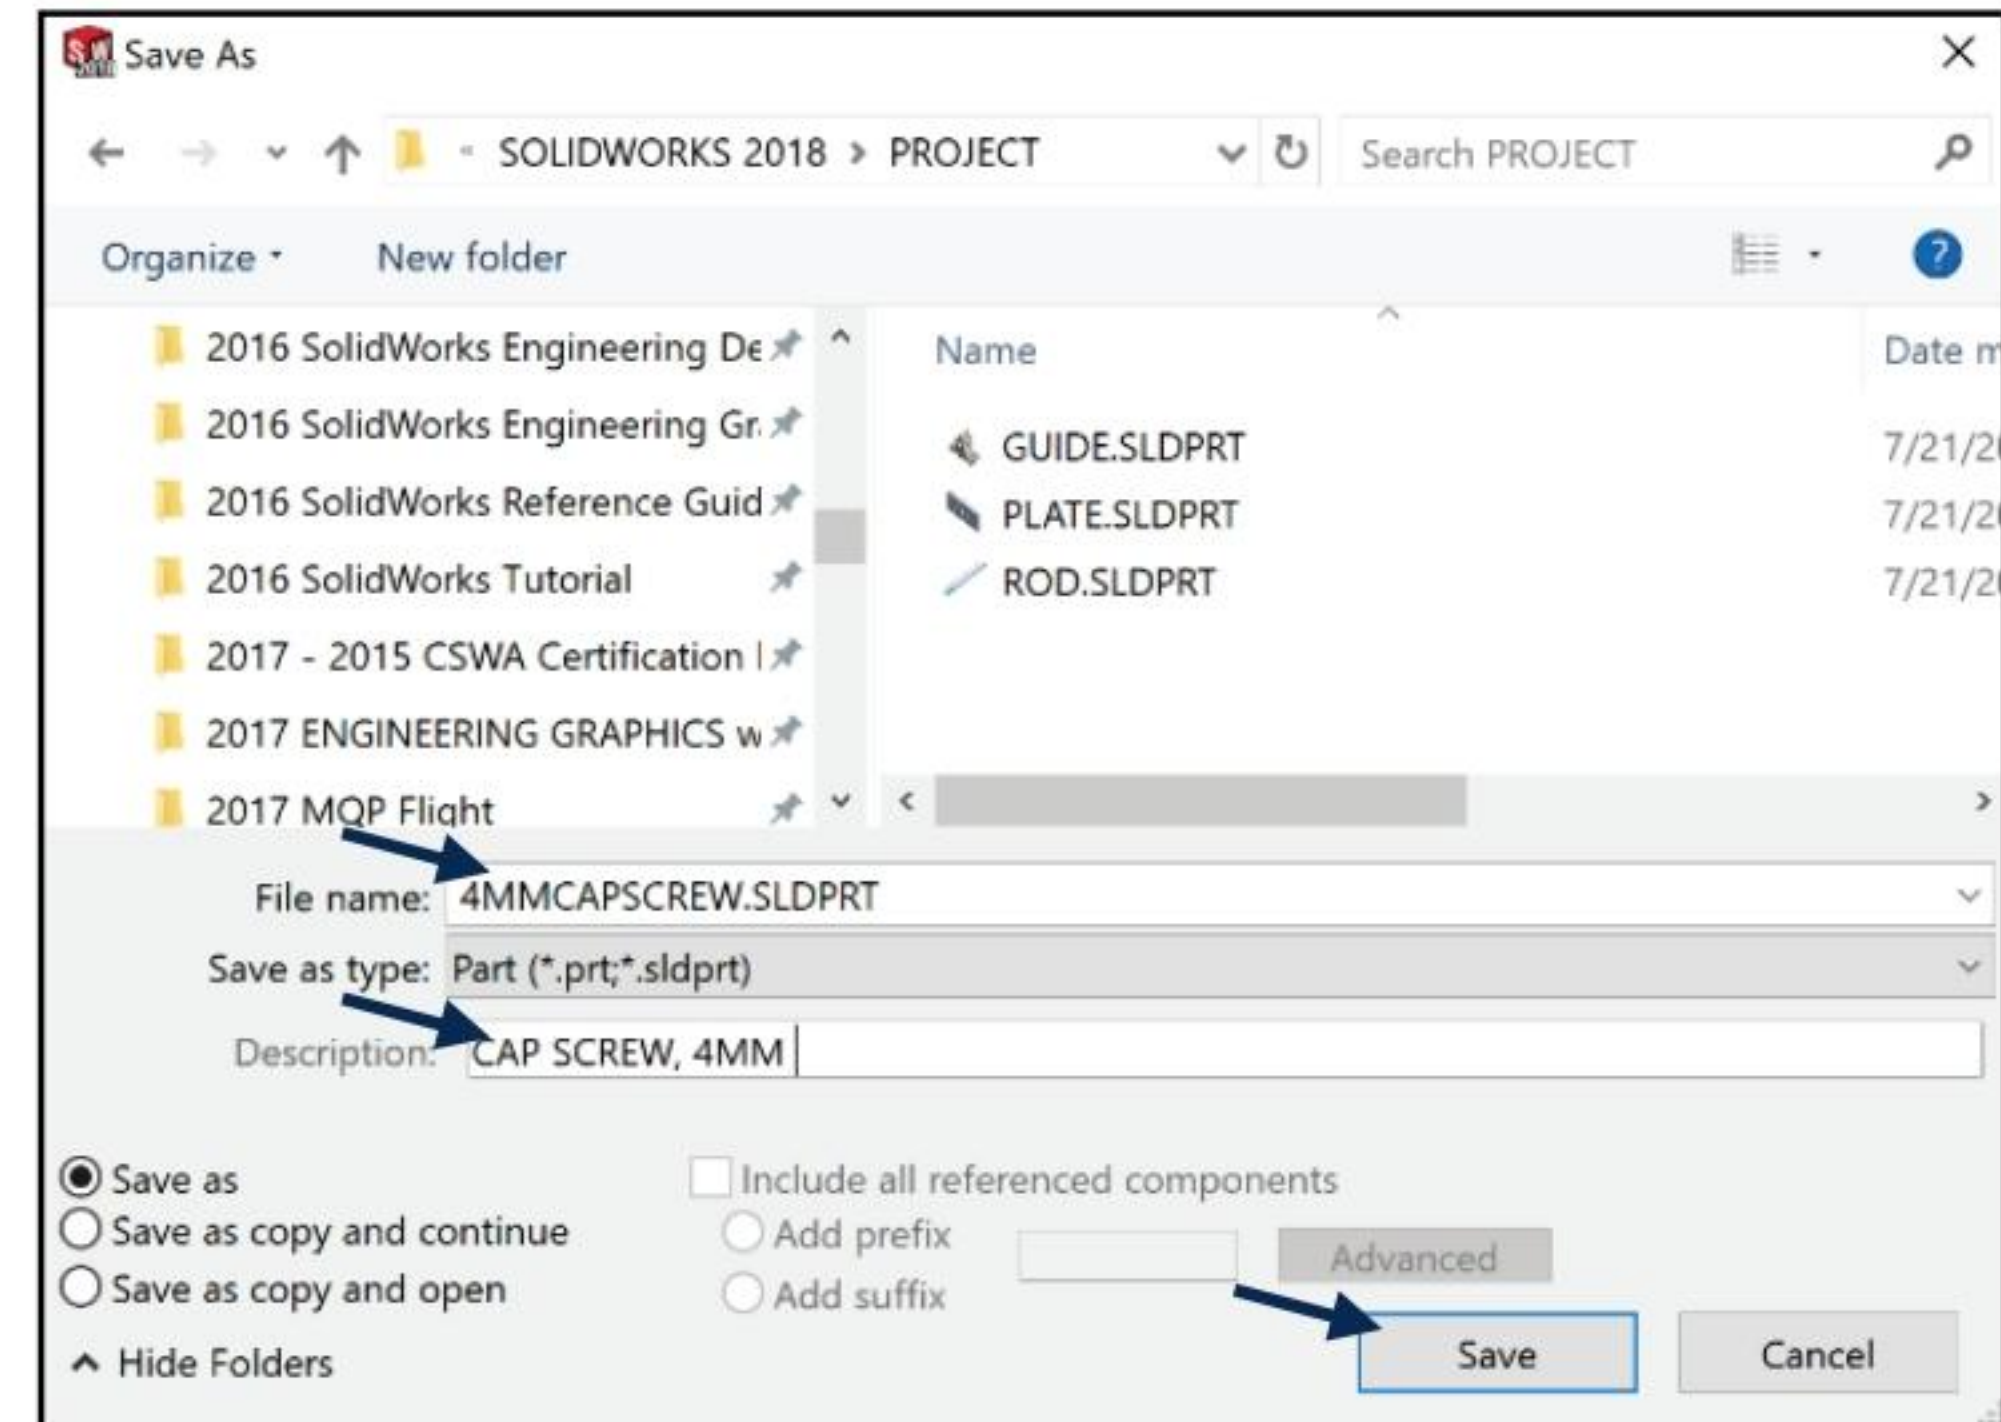 Save As
SOLIDWORKS 2018 > PROJECT
Search PROJECT
Organize
New folder
?
2016 SolidWorks Engineering De
2016 SolidWorks Engineering Gr
2016 SolidWorks Reference Guid
2016 SolidWorks Tutorial
2017 - 2015 CSWA Certification
2017 ENGINEERING GRAPHICS w
2017 MQP Flight
Name
Date m
GUIDE.SLDPRT 7/21/20
PLATE.SLDPRT 7/21/20
ROD.SLDPRT 7/21/20
File name: 4MMCAPSCREW.SLDPRT
Save as type: Part (*.prt;*.sldprt)
Description: CAP SCREW, 4MM
Save as
Save as copy and continue
Save as copy and open
Include all referenced components
Add prefix
Add suffix
Advanced
Hide Folders
Save
Cancel